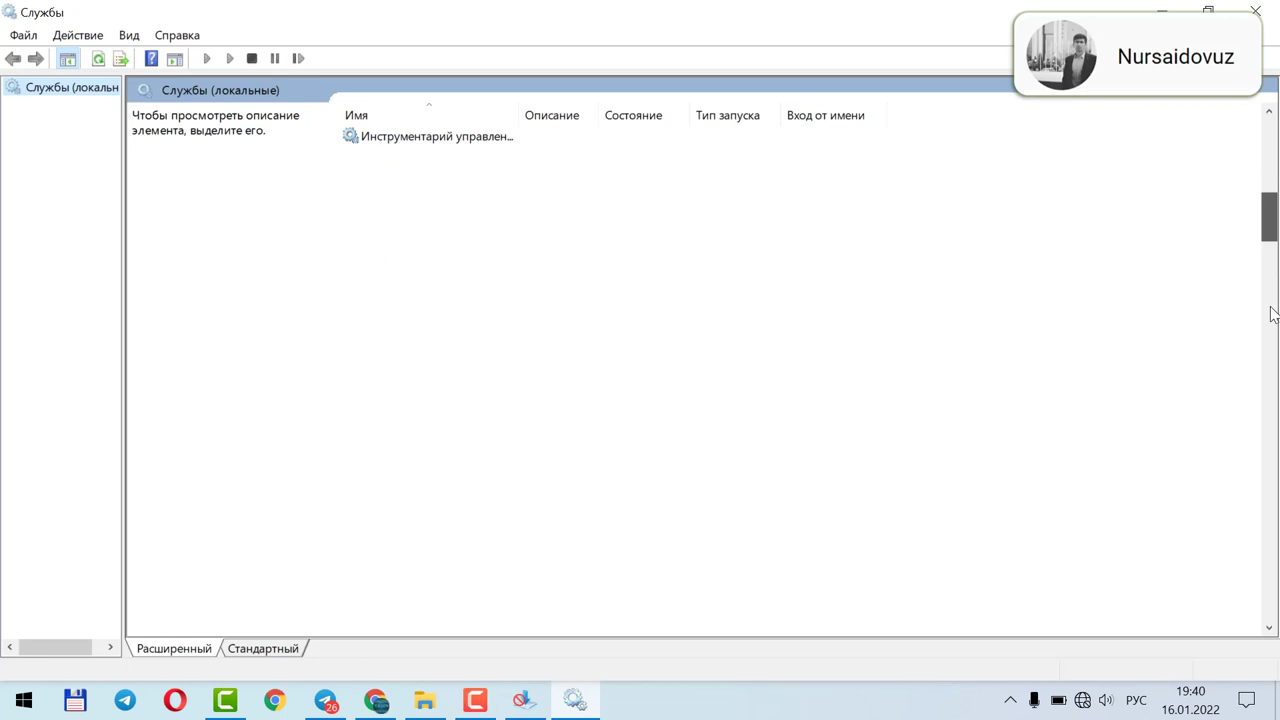 Службы
Nursaidovuz
Файл Действие Вид Справка
Службы (локальн
Службы (локальные)
Чтобы просмотреть описание
элемента, выделите его.
Имя Описание Состояние Тип запуска Вход от имени
Инструментарий управлен...
Расширенный Стандартный
26
РУС
19:40
16.01.2022